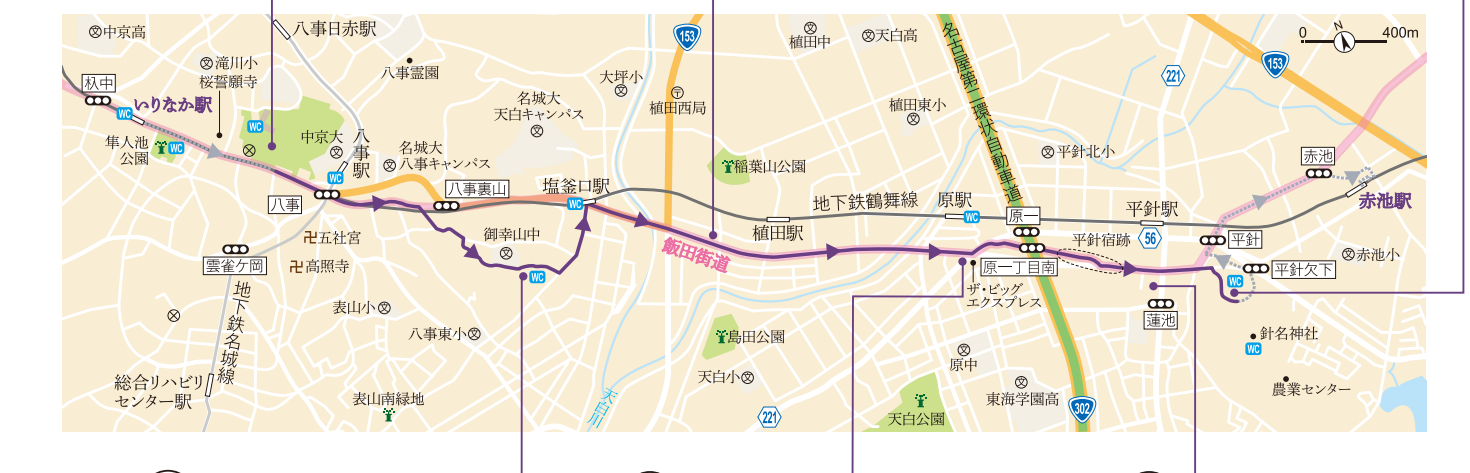 中京高
八事日赤駅
滝川小
桜誓願寺
八事霊園
杁中
WC
いりなか駅
隼人池
公園
WC
WC
中京大
八事駅
WC
名城大
八事キャンパス
名城大
天白キャンパス
大坪小
153
植田西局
植田中
天白高
名古屋第二環状自動車道
植田東小
221
0
N
400m
153
八事
八事裏山
塩釜口駅
WC
稲葉山公園
平針北小
赤池
赤池駅
五社宮
高照寺
雲雀ケ岡
地下鉄名城線
御幸山中
WC
飯田街道
植田駅
地下鉄鶴舞線
原駅
WC
原一
原一丁目南
ザ・ビッグ
エクスプレス
平針駅
56
平針宿跡
平針
平針欠下
WC
赤池小
蓮池
針名神社
WC
農業センター
表山小
八事東小
総合リハビリ
センター駅
表山南緑地
天白川
島田公園
天白小
221
原中
天白公園
東海学園高
302